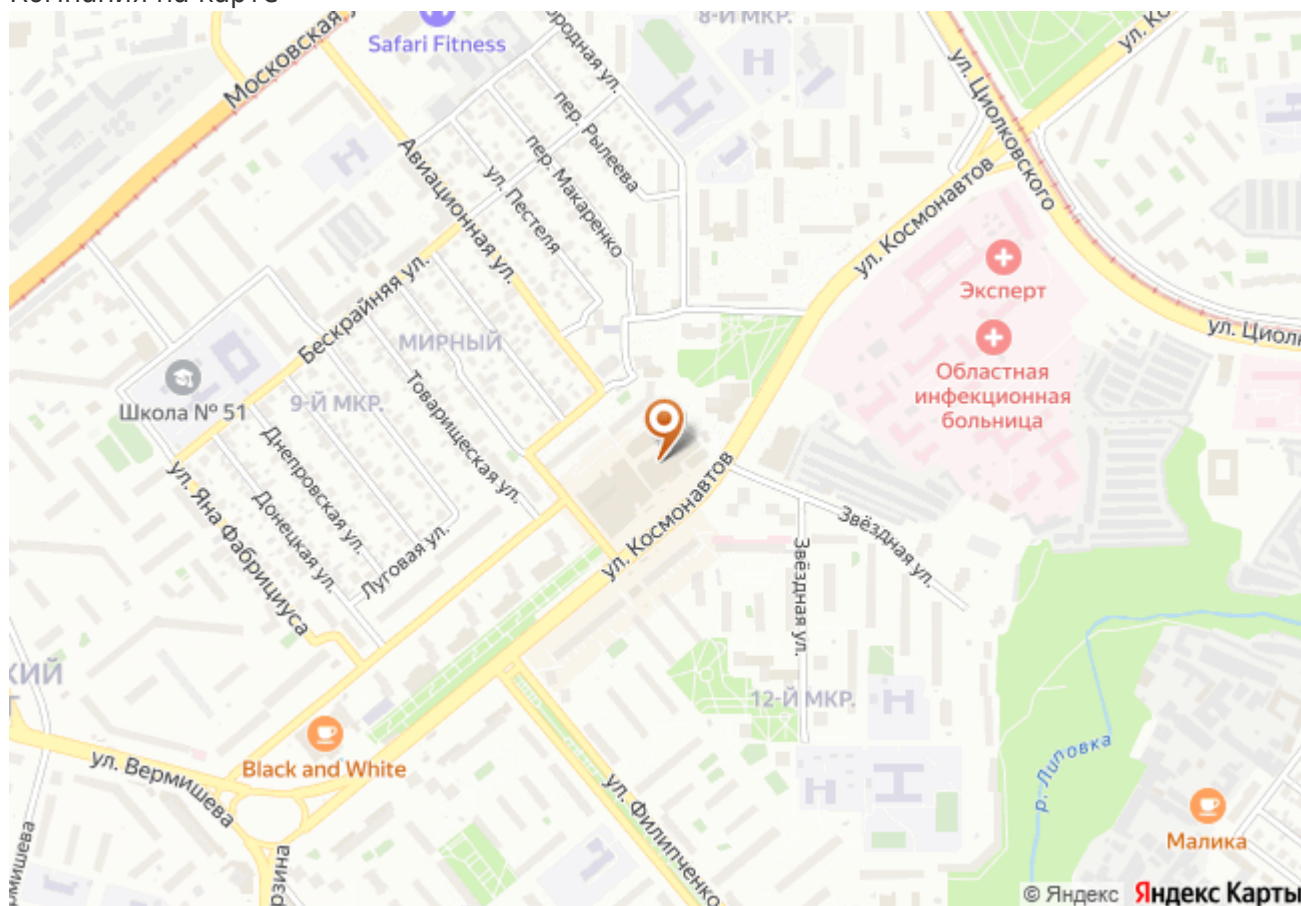 Компания на карте
Московская
Safari Fitness
8-Й МКР.
ул. Циолковского
Авиационная ул.
пер. Рылеева
пер. Макаренко
ул. Пестеля
ул. Космонавтов
Эксперт
ул. Циол
Областная
инфекционная
больница
Бескрайняя ул.
МИРНЫЙ
Школа № 51
9-Й МКР.
Товарищеская ул.
Днепровская ул.
Донецкая ул.
Луговая ул.
ул. Яна Фабрициуса
ул. Космонавтов
Звёздная ул.
Звёздная ул.
12-Й МКР.
р. Липовка
Black and White
ул. Вермишева
ул. Филипченко
Малика
© Яндекс Яндекс Карты